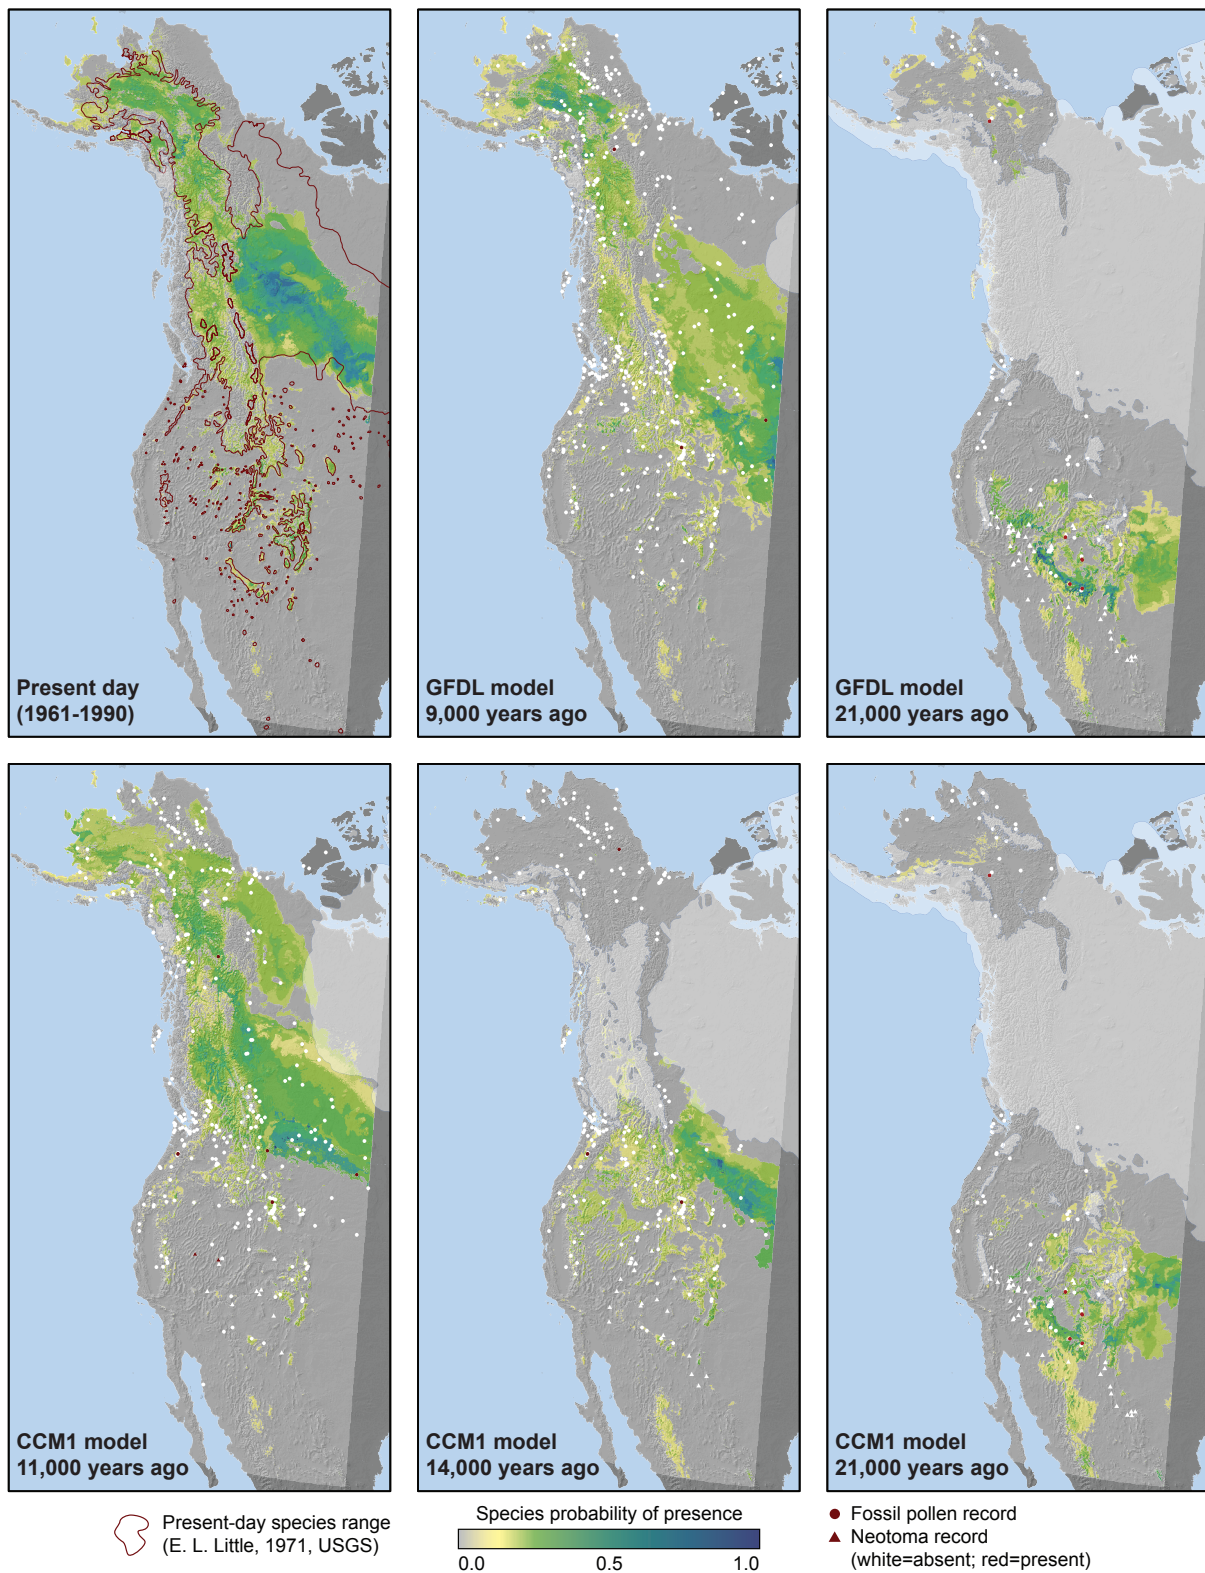 Present day
(1961-1990)
GFDL model
9,000 years ago
GFDL model
21,000 years ago
CCM1 model
11,000 years ago
CCM1 model
14,000 years ago
CCM1 model
21,000 years ago
Present-day species range
(E. L. Little, 1971, USGS)
Species probability of presence
0.0
0.5
1.0
Fossil pollen record
Neotoma record
(white=absent; red=present)